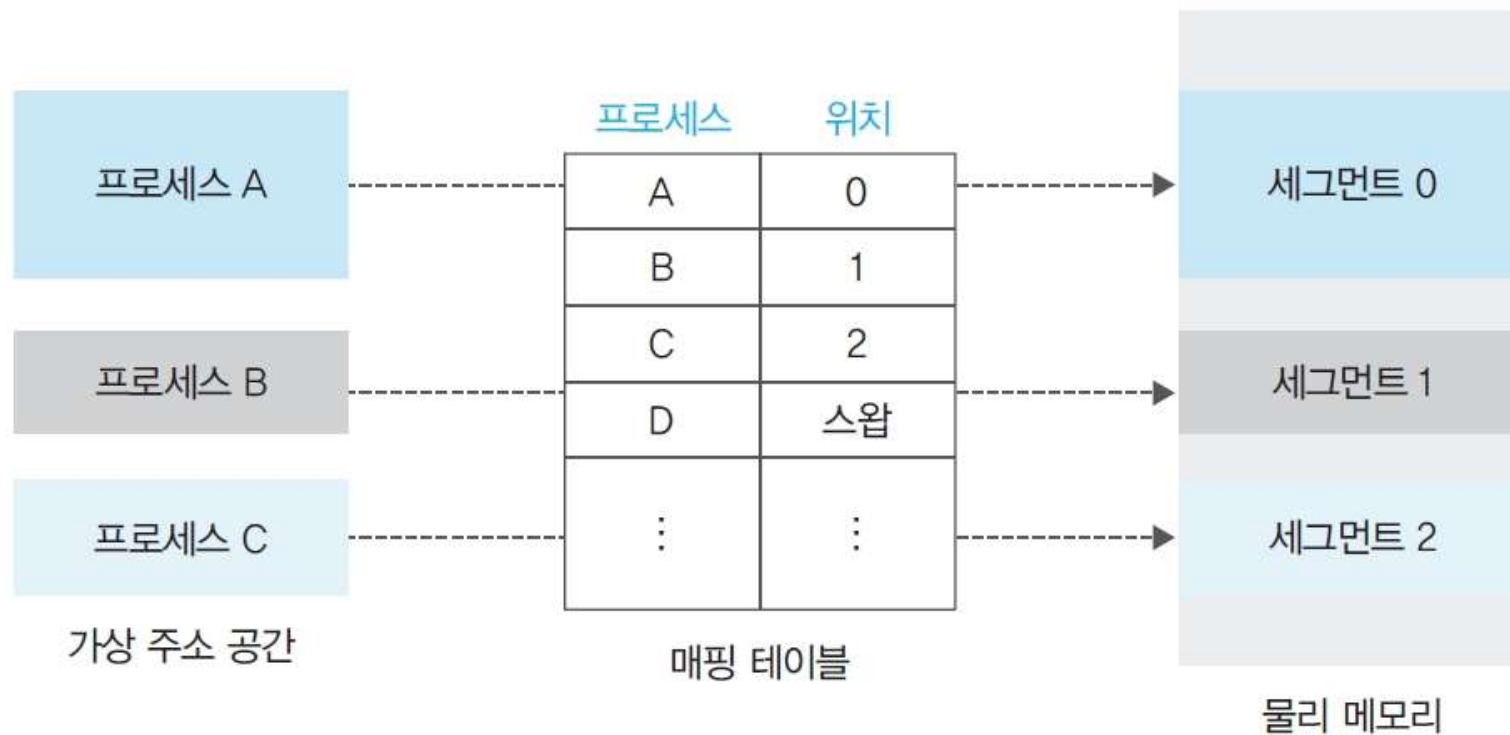 프로세스 위치
프로세스 A
A 0
세그먼트 0
B 1
C 2
프로세스 B
세그먼트 1
D 스왑
프로세스 C
⋮ ⋮
세그먼트 2
가상 주소 공간
매핑 테이블
물리 메모리